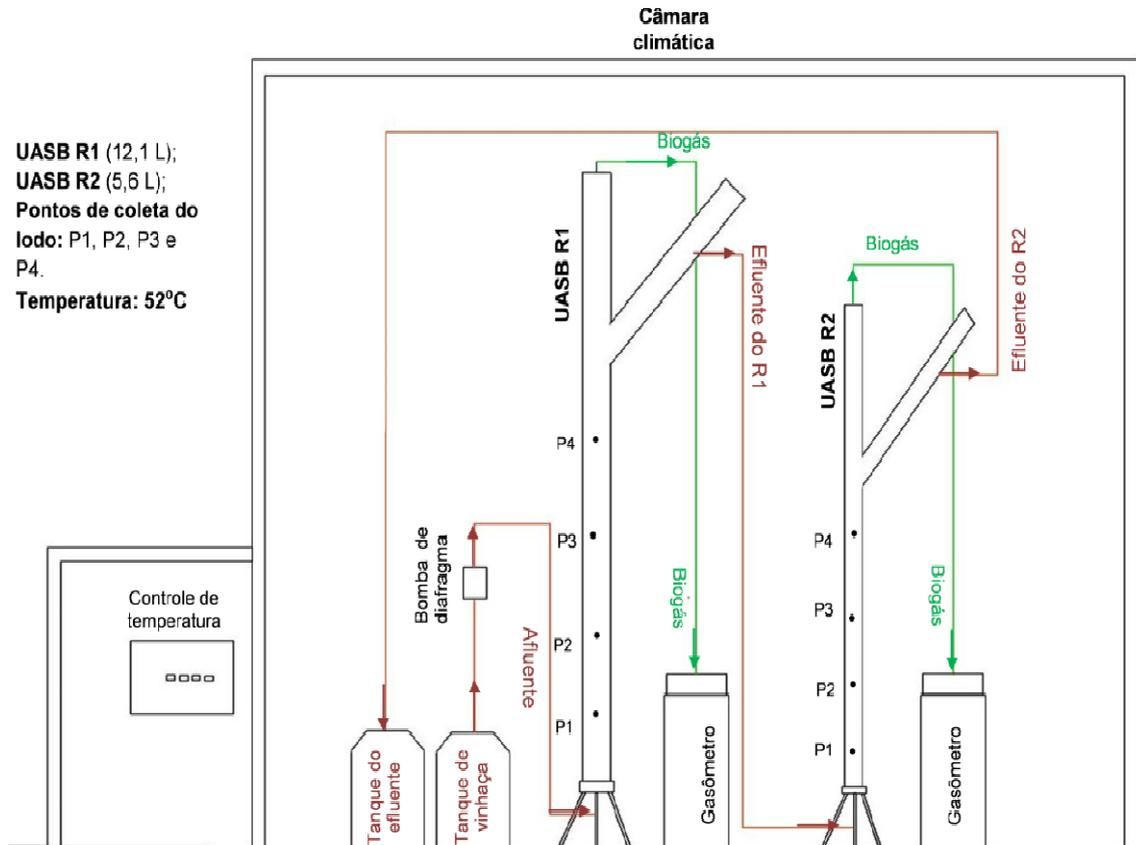 Câmara
climática
UASB R1 (12,1 L);
UASB R2 (5,6 L);
Pontos de coleta do
lodo: P1, P2, P3 e
P4.
Temperatura: 52⁰C
Biogás
UASB R1
Efluente do R1
Biogás
UASB R2
Efluente do R2
P4
P3
P2
P1
Bomba de
diafragma
Afluente
Biogás
P4
P3
P2
P1
Biogás
Controle de
temperatura
Tanque do
efluente
Tanque de
vinhaça
Gasômetro
Gasômetro